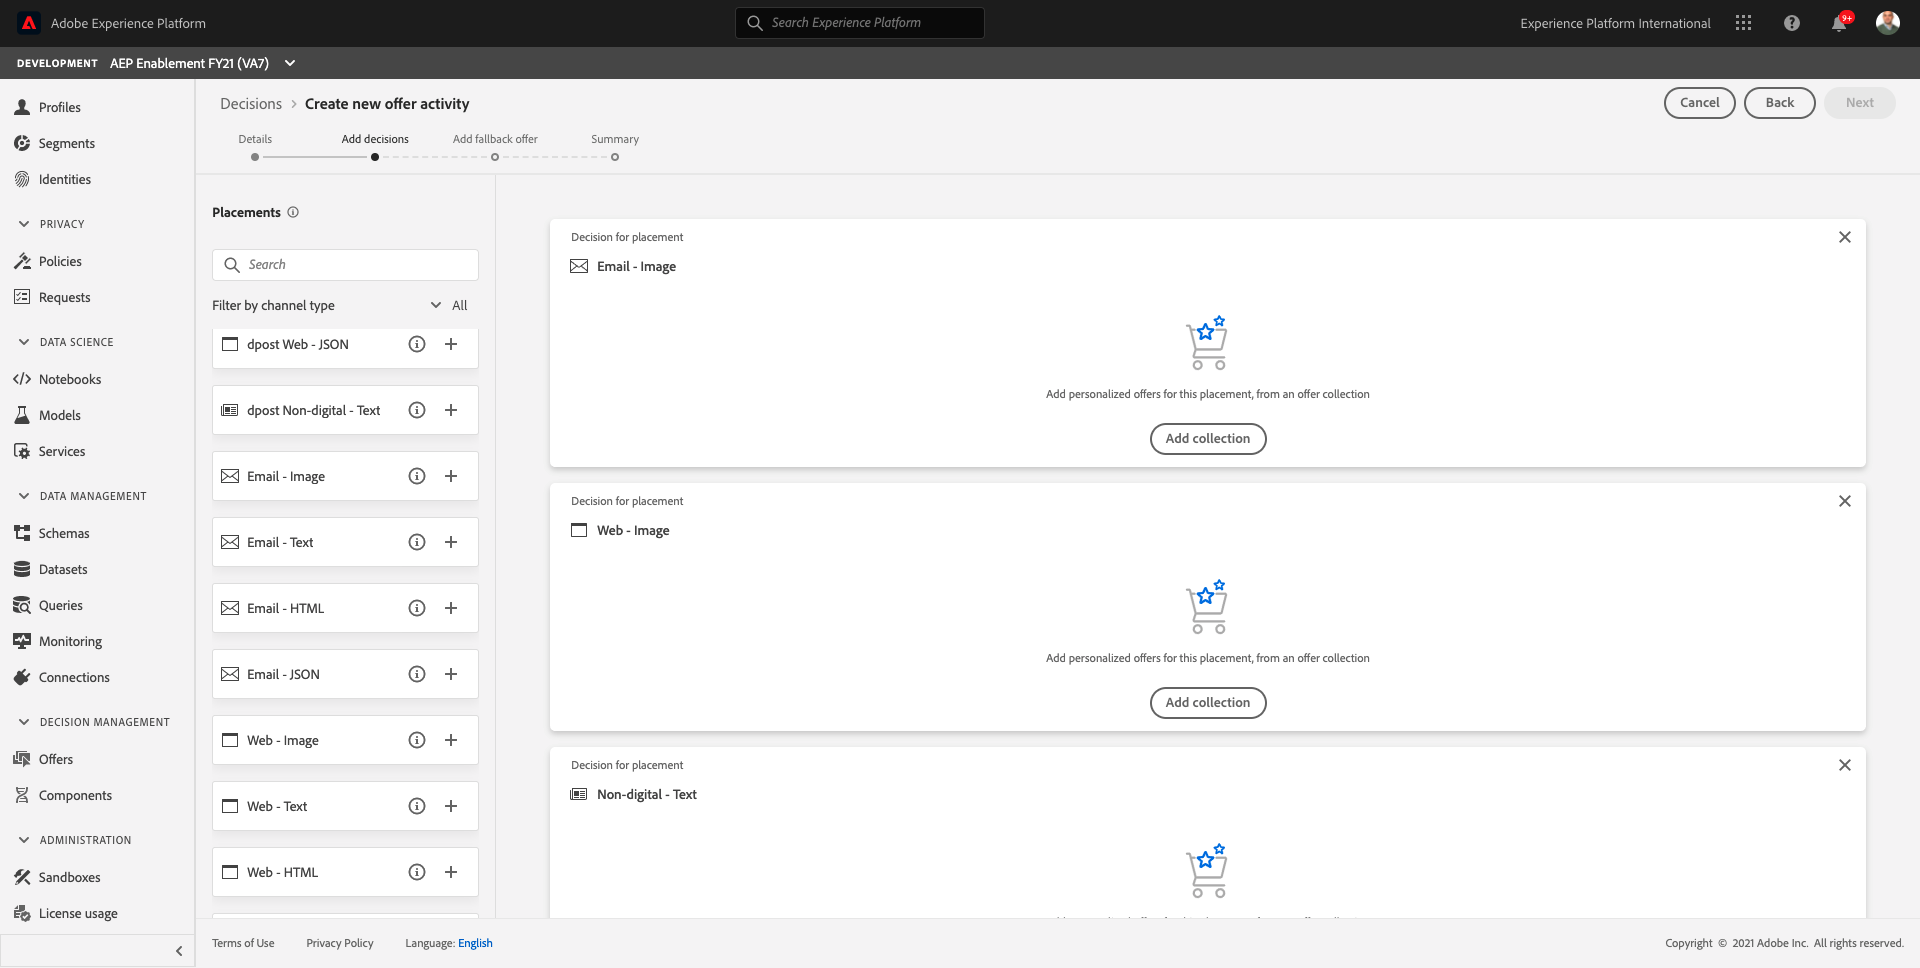 Adobe Experience Platform
Search Experience Platform
Experience Platform International
9+
DEVELOPMENT AEP Enablement FY21 (VA7)
Profiles
Segments
Identities
PRIVACY
Policies
Requests
DATA SCIENCE
Notebooks
Models
Services
DATA MANAGEMENT
Schemas
Datasets
Queries
Monitoring
Connections
DECISION MANAGEMENT
Offers
Components
ADMINISTRATION
Sandboxes
License usage
Decisions > Create new offer activity
Cancel
Back
Next
Details
Add decisions
Add fallback offer
Summary
Placements
Search
Filter by channel type
All
dpost Web - JSON
dpost Non-digital - Text
Email - Image
Email - Text
Email - HTML
Email - JSON
Web - Image
Web - Text
Web - HTML
Decision for placement
Email - Image
Add personalized offers for this placement, from an offer collection
Add collection
Decision for placement
Web - Image
Add personalized offers for this placement, from an offer collection
Add collection
Decision for placement
Non-digital - Text
Terms of Use
Privacy Policy
Language: English
Copyright © 2021 Adobe Inc. All rights reserved.